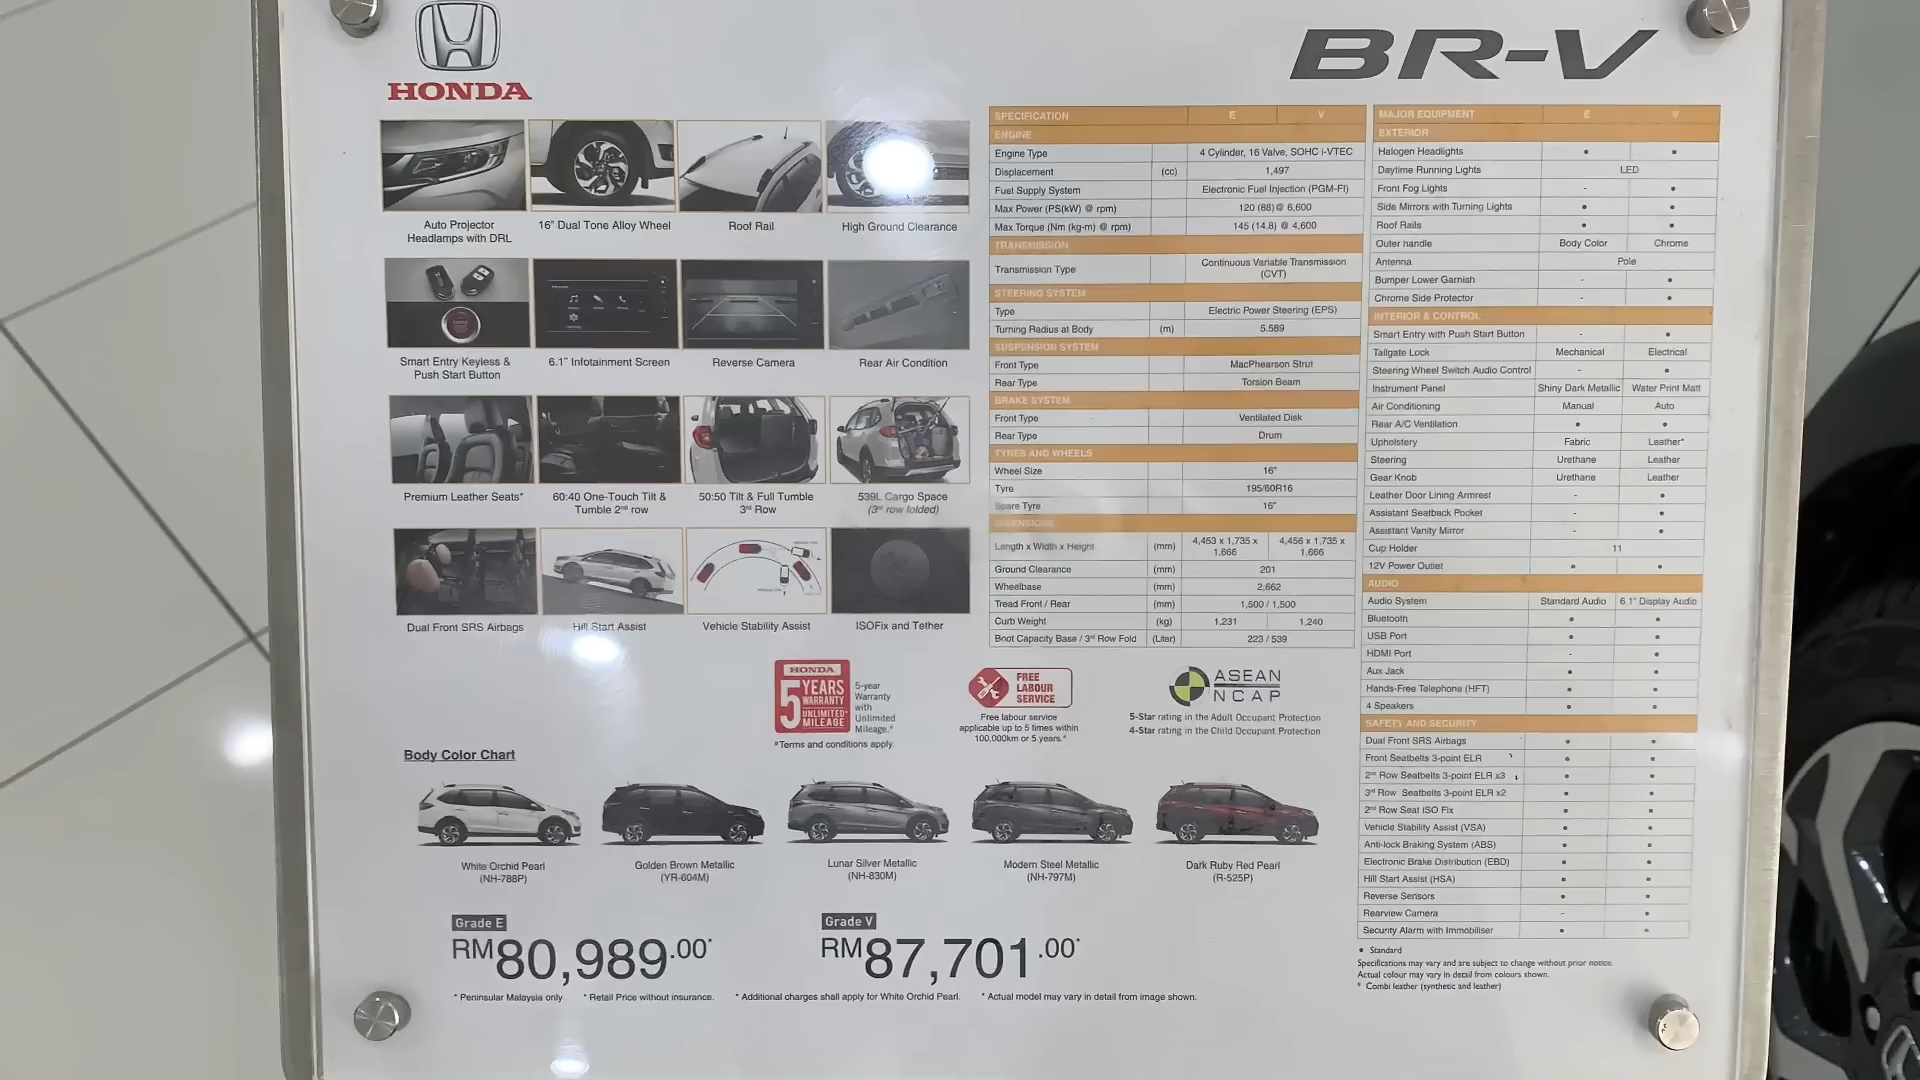 HONDA
BR-V
Auto Projector
Headlamps with DRL
16" Dual Tone Alloy Wheel
Roof Rail
High Ground Clearance
Smart Entry Keyless &
Push Start Button
6.1" Infotainment Screen
Reverse Camera
Rear Air Condition
Premium Leather Seats*
60:40 One-Touch Tilt &
Tumble 2nd row
50:50 Tilt & Full Tumble
3rd Row
539L Cargo Space
(3rd row folded)
Dual Front SRS Airbags
Hill Start Assist
Vehicle Stability Assist
ISOFix and Tether
SPECIFICATION E V
ENGINE
Engine Type 4 Cylinder, 16 Valve, SOHC i-VTEC
Displacement (cc) 1,497
Fuel Supply System Electronic Fuel Injection (PGM-FI)
Max Power (PS(kW) @ rpm) 120 (88)@ 6,600
Max Torque (Nm (kg-m) @ rpm) 145 (14.8) @ 4,600
TRANSMISSION
Transmission Type Continuous Variable Transmission
(CVT)
STEERING SYSTEM
Type Electric Power Steering (EPS)
Turning Radius at Body (m) 5.589
SUSPENSION SYSTEM
Front Type MacPhearson Strut
Rear Type Torsion Beam
BRAKE SYSTEM
Front Type Ventilated Disk
Rear Type Drum
TYRES AND WHEELS
Wheel Size 16"
Tyre 195/60R16
Spare Tyre 16"
DIMENSIONS
Length x Width x Height (mm) 4,453 x 1,735 x 4,456 x 1,735 x
1,666 1,666
Ground Clearance (mm) 201
Wheelbase (mm) 2,662
Tread Front / Rear (mm) 1,500 / 1,500
Curb Weight (kg) 1,231 1,240
Boot Capacity Base / 3rd Row Fold (Liter) 223 / 539
MAJOR EQUIPMENT E V
EXTERIOR
Halogen Headlights • •
Daytime Running Lights LED
Front Fog Lights - •
Side Mirrors with Turning Lights • •
Roof Rails • •
Outer handle Body Color Chrome
Antenna Pole
Bumper Lower Garnish - •
Chrome Side Protector - •
INTERIOR & CONTROL
Smart Entry with Push Start Button - •
Tailgate Lock Mechanical Electrical
Steering Wheel Switch Audio Control - •
Instrument Panel Shiny Dark Metallic Water Print Matt
Air Conditioning Manual Auto
Rear A/C Ventilation • •
Upholstery Fabric Leather*
Steering Urethane Leather
Gear Knob Urethane Leather
Leather Door Lining Armrest - •
Assistant Seatback Pocket - •
Assistant Vanity Mirror - •
Cup Holder 11
12V Power Outlet • •
AUDIO
Audio System Standard Audio 6.1" Display Audio
Bluetooth • •
USB Port • •
HDMI Port - •
Aux Jack • •
Hands-Free Telephone (HFT) • •
4 Speakers • •
SAFETY AND SECURITY
Dual Front SRS Airbags • •
Front Seatbelts 3-point ELR • •
2nd Row Seatbelts 3-point ELR x3 • •
3rd Row Seatbelts 3-point ELR x2 • •
2nd Row Seat ISO Fix • •
Vehicle Stability Assist (VSA) • •
Anti-lock Braking System (ABS) • •
Electronic Brake Distribution (EBD) • •
Hill Start Assist (HSA) • •
Reverse Sensors • •
Rearview Camera - •
Security Alarm with Immobiliser • •
• Standard
Specifications may vary and are subject to change without prior notice.
Actual colour may vary in detail from colours shown.
* Combi leather (synthetic and leather)
HONDA
5 YEARS
WARRANTY
UNLIMITED*
MILEAGE
5-year
Warranty
with
Unlimited
Mileage.#
#Terms and conditions apply.
FREE
LABOUR
SERVICE
Free labour service
applicable up to 5 times within
100,000km or 5 years.*
ASEAN
NCAP
5-Star rating in the Adult Occupant Protection
4-Star rating in the Child Occupant Protection
Body Color Chart
White Orchid Pearl
(NH-788P)
Golden Brown Metallic
(YR-604M)
Lunar Silver Metallic
(NH-830M)
Modern Steel Metallic
(NH-797M)
Dark Ruby Red Pearl
(R-525P)
Grade E
RM80,989.00*
Grade V
RM87,701.00*
* Peninsular Malaysia only * Retail Price without insurance. * Additional charges shall apply for White Orchid Pearl. * Actual model may vary in detail from image shown.